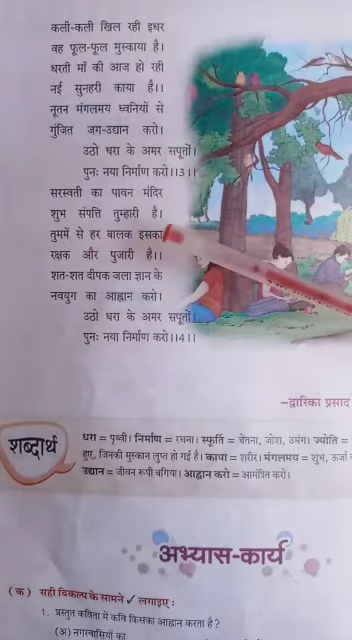 कली-कली खिल रही इधर
वह फूल-फूल मुस्काया है।
धरती माँ की आज हो रही
नई सुनहरी काया है।।
नूतन मंगलमय ध्वनियों से
गुंजित जग-उद्यान करो।
उठो धरा के अमर सपूतों।
पुनः नया निर्माण करो।।3।।
सरस्वती का पावन मंदिर
शुभ संपत्ति तुम्हारी है।
तुममें से हर बालक इसका
रक्षक और पुजारी है।।
शत-शत दीपक जला ज्ञान के
नवयुग का आह्वान करो।
उठो धरा के अमर सपूतों।
पुनः नया निर्माण करो।।4।।
–द्वारिका प्रसाद
शब्दार्थ
धरा = पृथ्वी। निर्माण = रचना। स्फूर्ति = चेतना, जोश, उमंग। ज्योति =
हुए, जिनकी मुस्कान लुप्त हो गई है। काया = शरीर। मंगलमय = शुभ, ऊर्जा
उद्यान = जीवन रूपी बगिया। आह्वान करो = आमंत्रित करो।
अभ्यास-कार्य
(क) सही विकल्प के सामने ✓ लगाइए :
1. प्रस्तुत कविता में कवि किसका आह्वान करता है?
(अ) नगरवासियों का